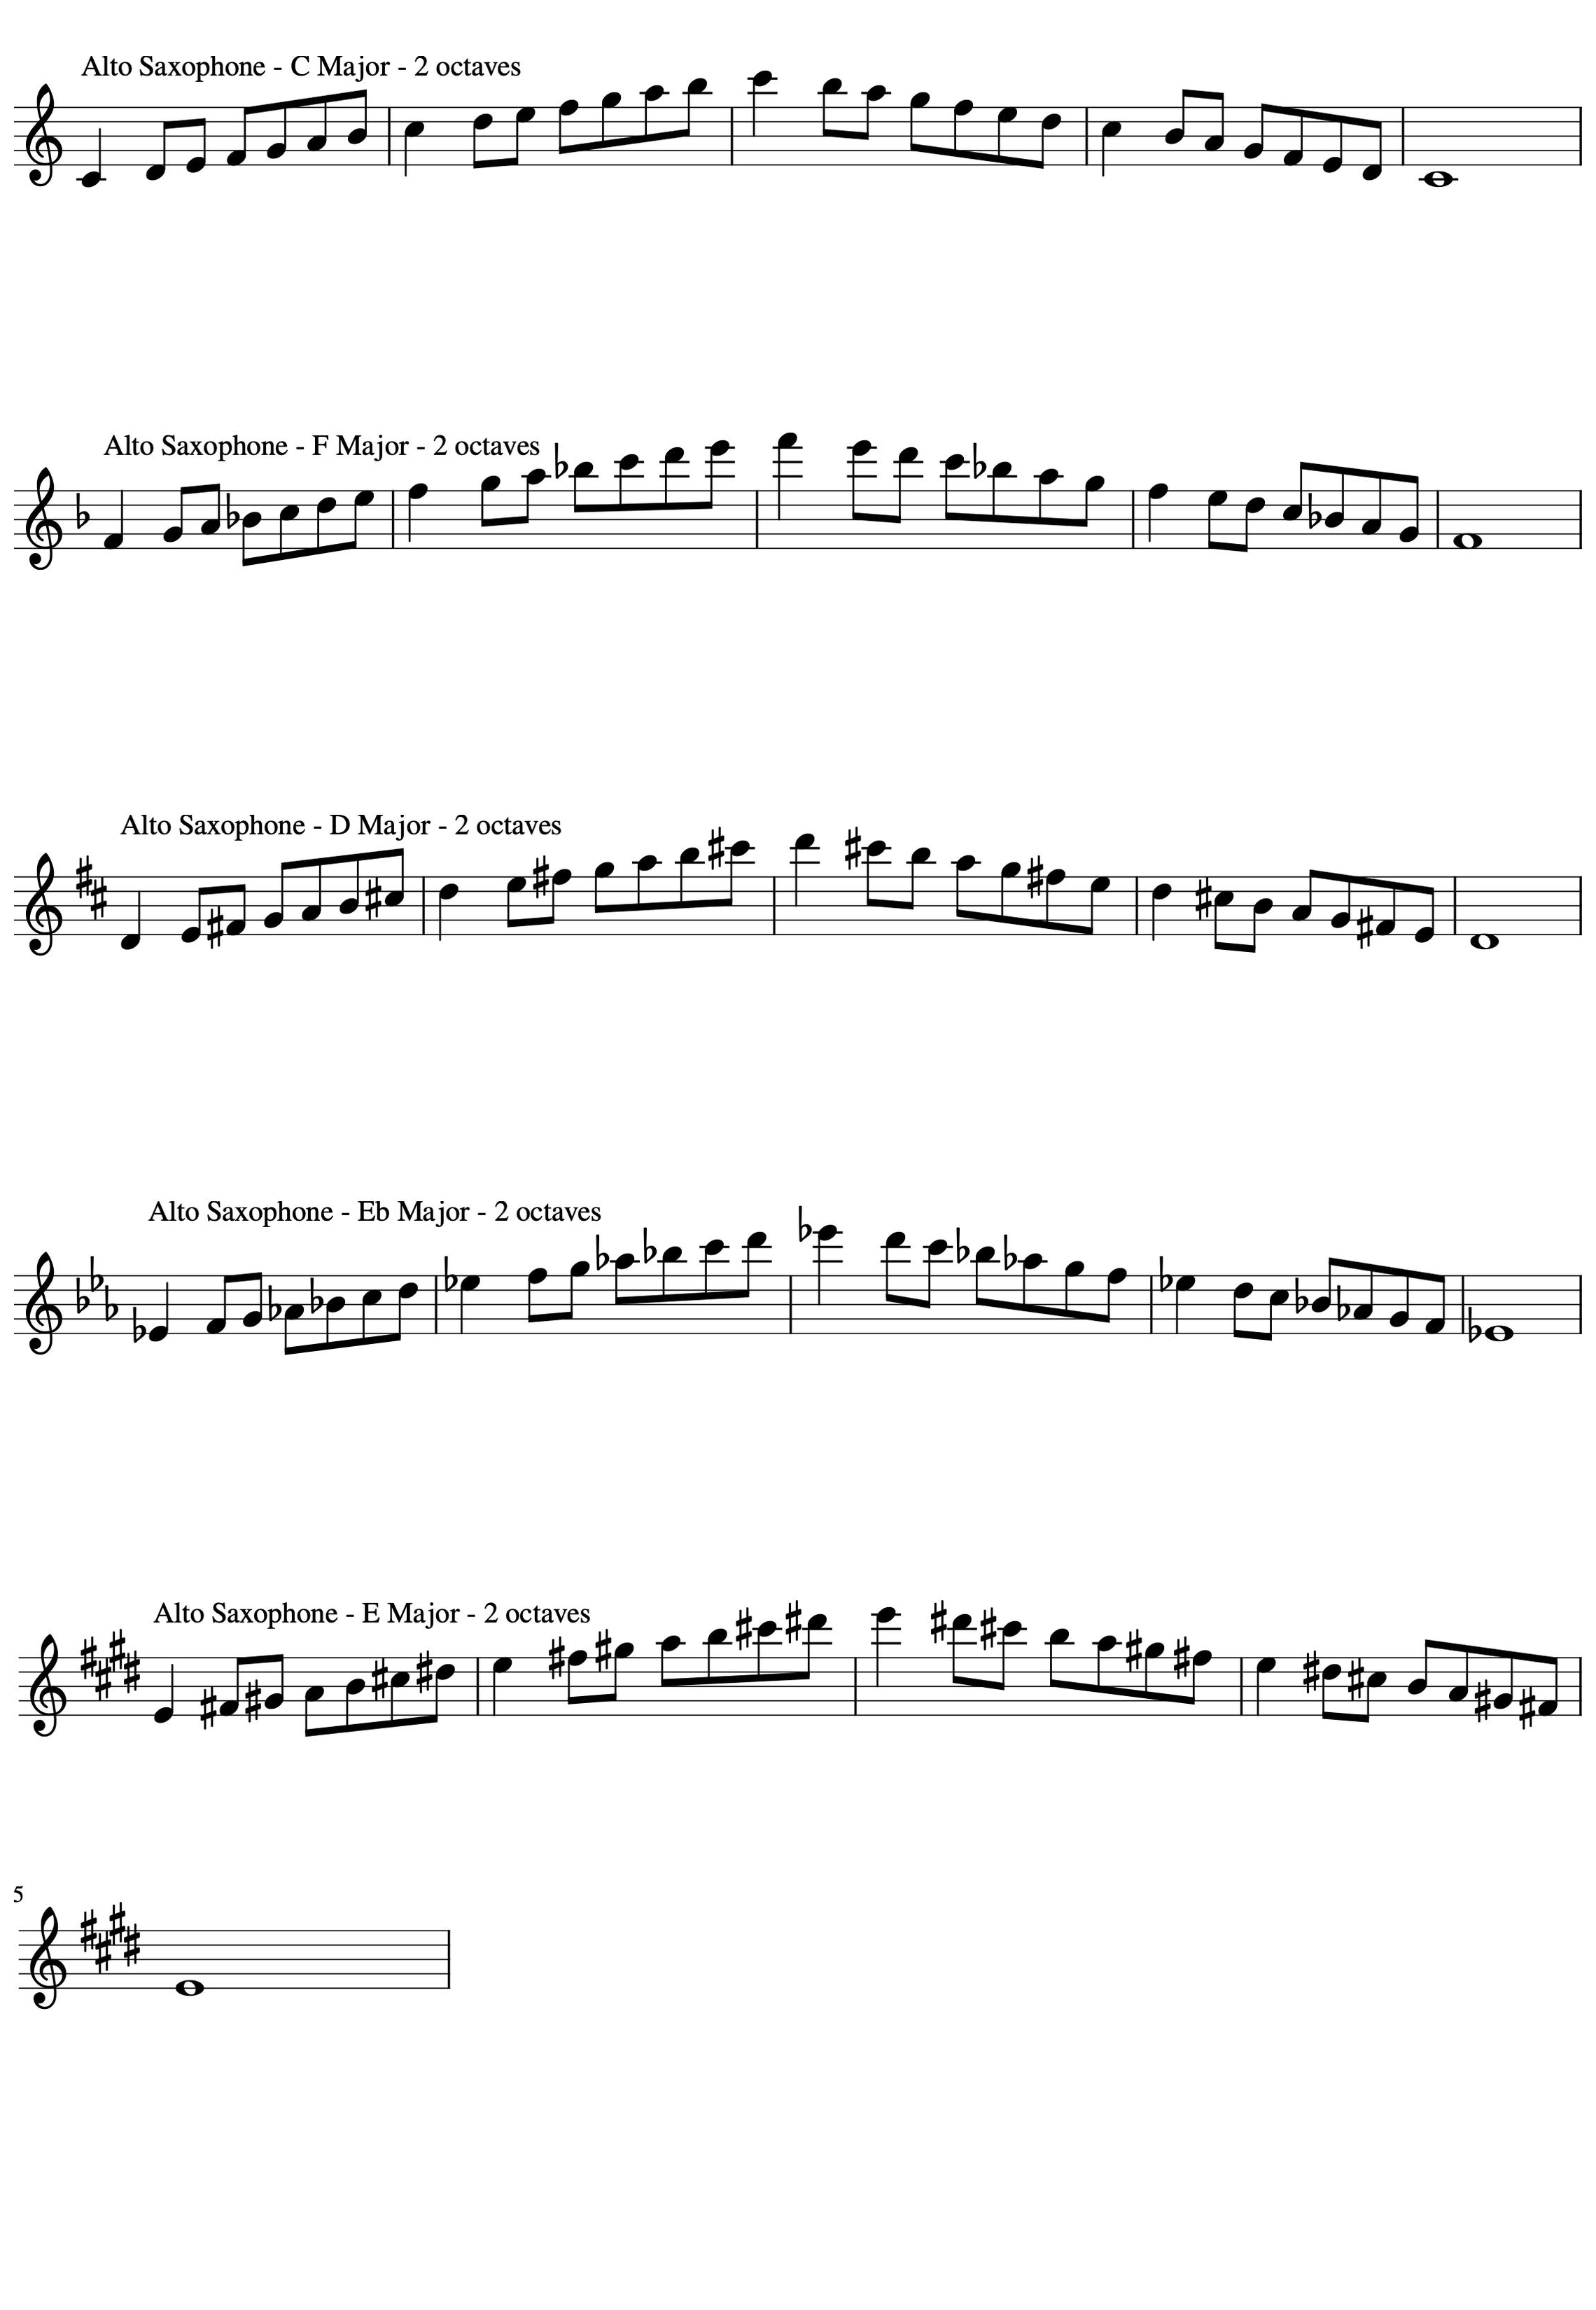 Alto Saxophone - C Major - 2 octaves
Alto Saxophone - F Major - 2 octaves
Alto Saxophone - D Major - 2 octaves
Alto Saxophone - Eb Major - 2 octaves
Alto Saxophone - E Major - 2 octaves
5